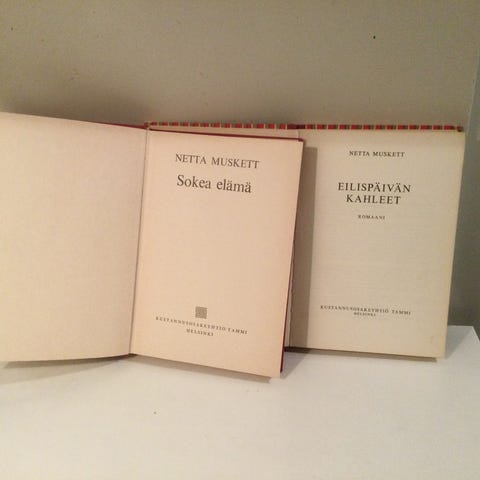 NETTA MUSKETT
Sokea elämä
KUSTANNUSOSAKEYHTIÖ TAMMI
HELSINKI
NETTA MUSKETT
EILISPÄIVÄN
KAHLEET
ROMAANI
KUSTANNUSOSAKEYHTIÖ TAMMI
HELSINKI